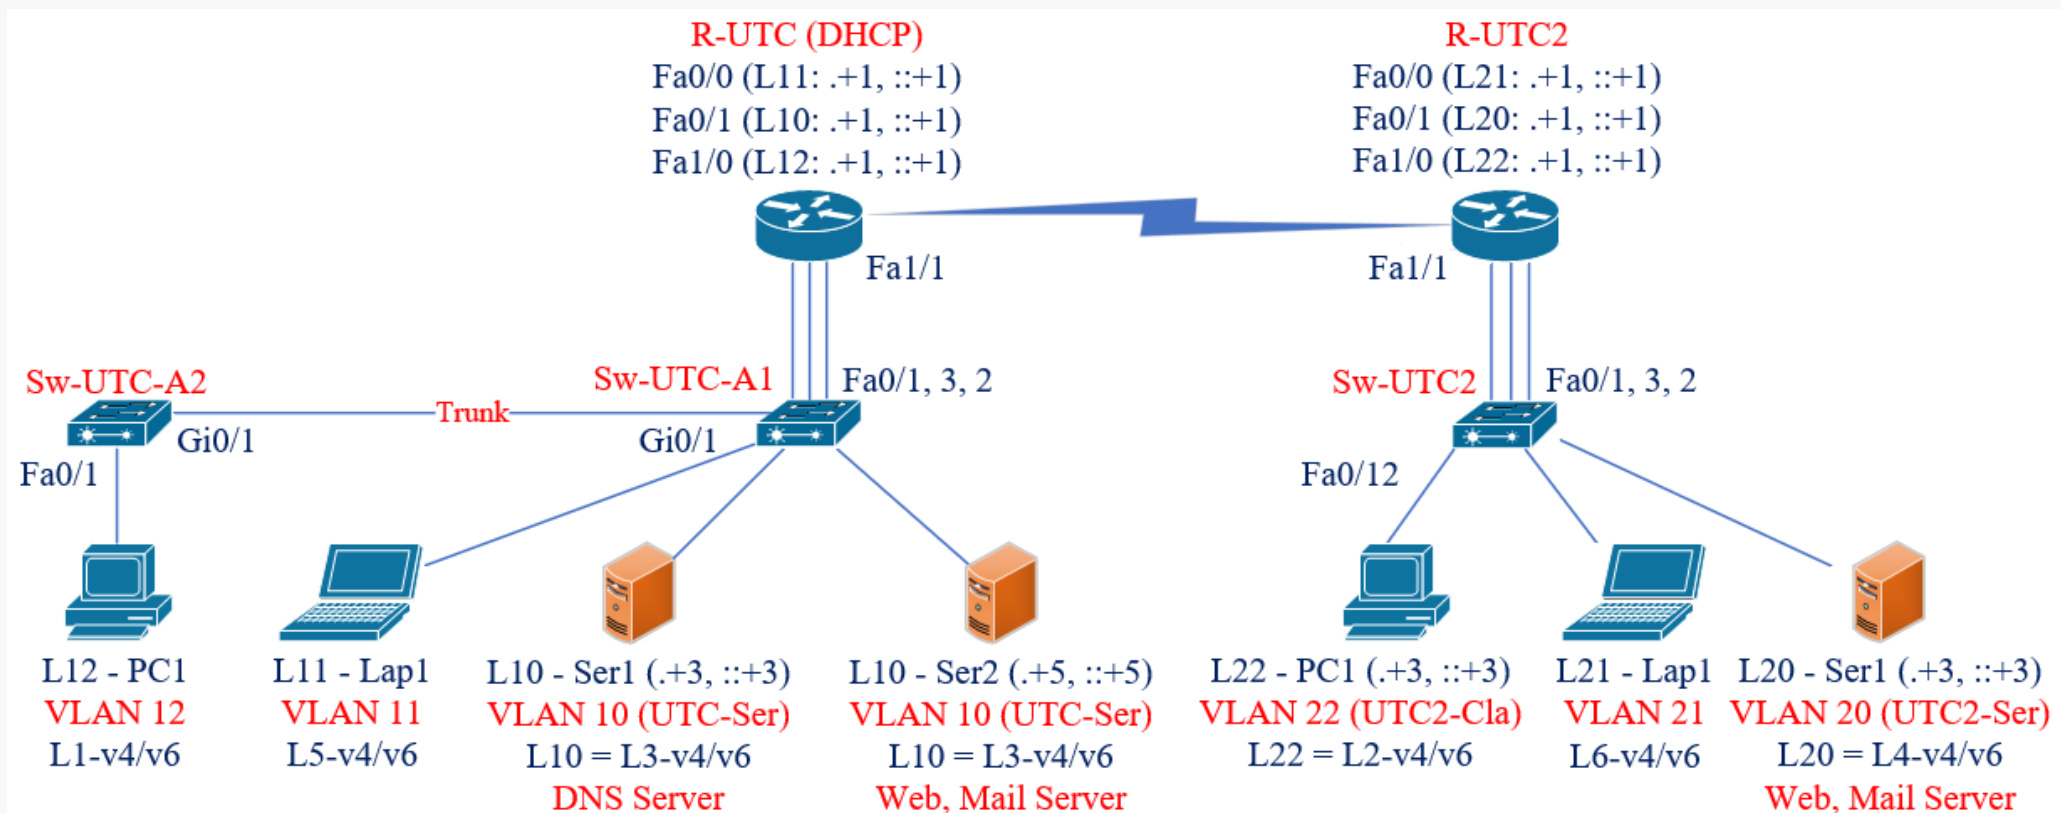 R-UTC (DHCP)
Fa0/0 (L11: .+1, ::+1)
Fa0/1 (L10: .+1, ::+1)
Fa1/0 (L12: .+1, ::+1)
R-UTC2
Fa0/0 (L21: .+1, ::+1)
Fa0/1 (L20: .+1, ::+1)
Fa1/0 (L22: .+1, ::+1)
Fa1/1
Fa1/1
Sw-UTC-A2
Gi0/1
Fa0/1
Trunk
Sw-UTC-A1
Fa0/1, 3, 2
Gi0/1
Sw-UTC2
Fa0/1, 3, 2
Fa0/12
L12 - PC1
VLAN 12
L1-v4/v6
L11 - Lap1
VLAN 11
L5-v4/v6
L10 - Ser1 (.+3, ::+3)
VLAN 10 (UTC-Ser)
L10 = L3-v4/v6
DNS Server
L10 - Ser2 (.+5, ::+5)
VLAN 10 (UTC-Ser)
L10 = L3-v4/v6
Web, Mail Server
L22 - PC1 (.+3, ::+3)
VLAN 22 (UTC2-Cla)
L22 = L2-v4/v6
L21 - Lap1
VLAN 21
L6-v4/v6
L20 - Ser1 (.+3, ::+3)
VLAN 20 (UTC2-Ser)
L20 = L4-v4/v6
Web, Mail Server